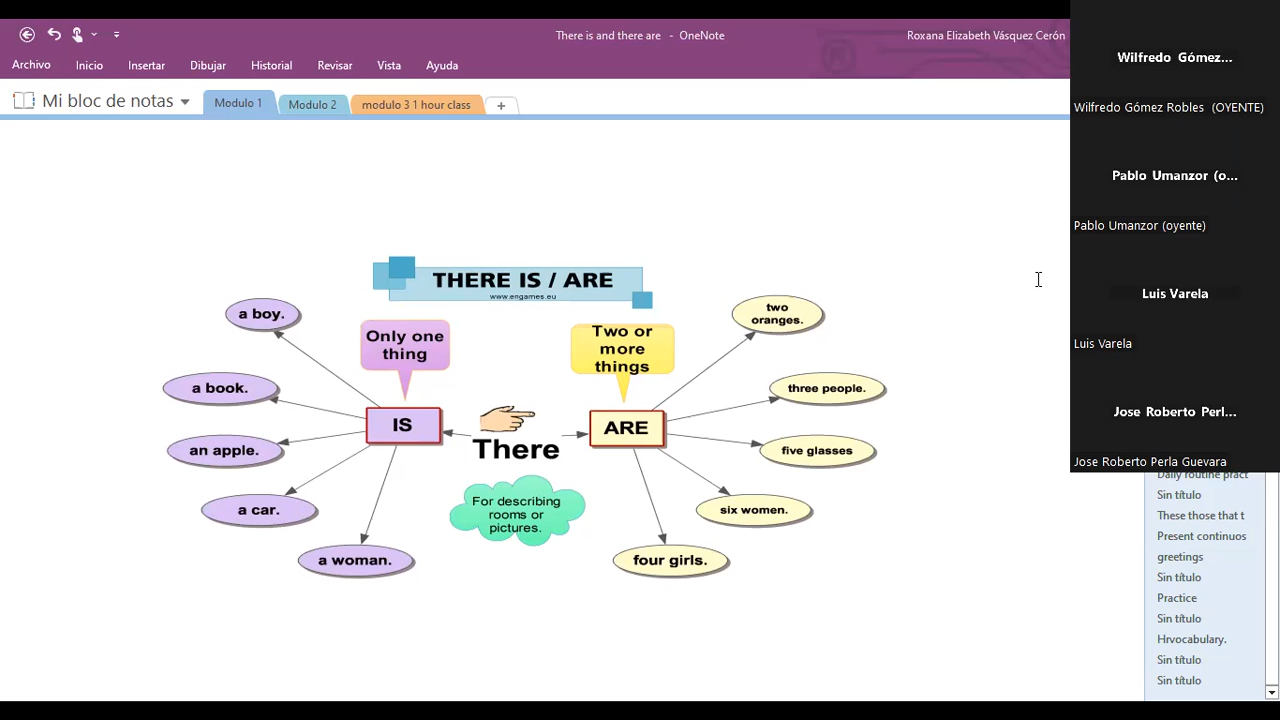 There is and there are - OneNote
Roxana Elizabeth Vásquez Cerón
Archivo
Inicio
Insertar
Dibujar
Historial
Revisar
Vista
Ayuda
Mi bloc de notas
Modulo 1
Modulo 2
modulo 3 1 hour class
THERE IS / ARE
www.engames.eu
Only one
thing
Two or
more
things
a boy.
a book.
an apple.
a car.
a woman.
IS
There
ARE
For describing
rooms or
pictures.
two
oranges.
three people.
five glasses
six women.
four girls.
Wilfredo Gómez...
Wilfredo Gómez Robles (OYENTE)
Pablo Umanzor (o...
Pablo Umanzor (oyente)
Luis Varela
Luis Varela
Jose Roberto Perl...
Jose Roberto Perla Guevara
Daily routine pract
Sin título
These those that t
Present continuos
greetings
Sin título
Practice
Sin título
Hrvocabulary.
Sin título
Sin título